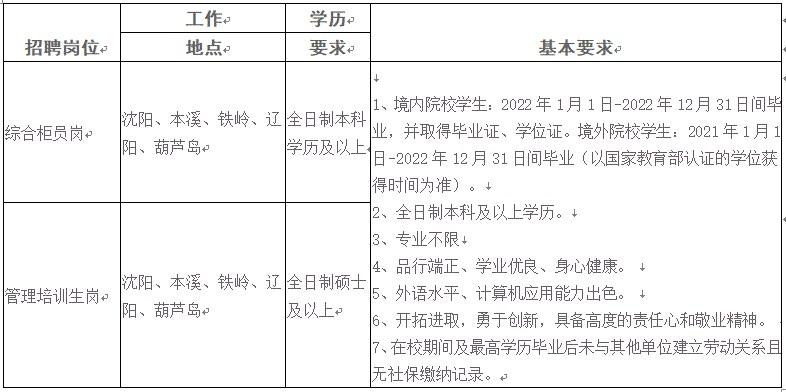 招聘岗位
工作
地点
学历
要求
基本要求
综合柜员岗
沈阳、本溪、铁岭、辽
阳、葫芦岛
全日制本科
学历及以上
管理培训生岗
沈阳、本溪、铁岭、辽
阳、葫芦岛
全日制硕士
及以上
1、境内院校学生：2022 年 1 月 1 日-2022 年 12 月 31 日间毕
业，并取得毕业证、学位证。境外院校学生：2021 年 1 月 1
日-2022 年 12 月 31 日间毕业（以国家教育部认证的学位获
得时间为准）。
2、全日制本科及以上学历。
3、专业不限
4、品行端正、学业优良、身心健康。
5、外语水平、计算机应用能力出色。
6、开拓进取，勇于创新，具备高度的责任心和敬业精神。
7、在校期间及最高学历毕业后未与其他单位建立劳动关系且
无社保缴纳记录。